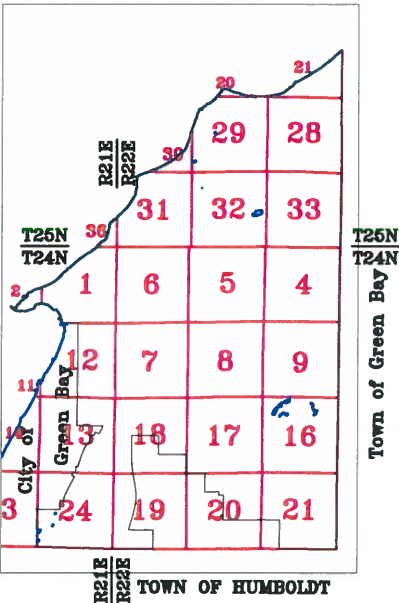 21
20
29 28
30
R21E
R22E
31 32 33
36
T25N
T24N
T25N
T24N
1 6 5 4
2
12 7 8 9
Town of Green Bay
11
City of
Green Bay
13 18 17 16
3 24 19 20 21
R21E
R22E
TOWN OF HUMBOLDT